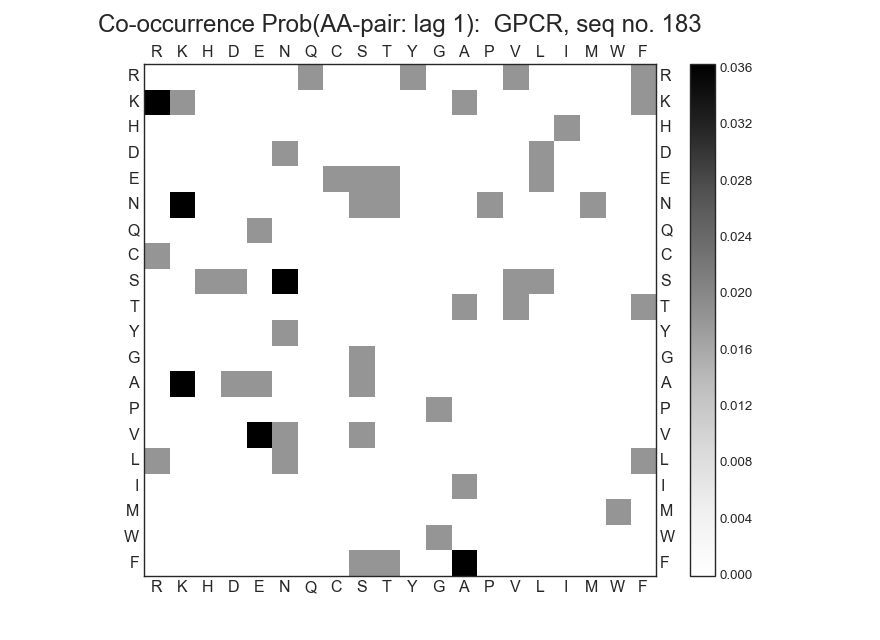 Co-occurrence Prob(AA-pair: lag 1):  GPCR, seq no. 183
R K H D E N Q C S T Y G A P V L I M W F
R R 0.036
K K
H H 0.032
D D
E E 0.028
N N
Q Q 0.024
C C
S S 0.020
T T
Y Y 0.016
G G
A A 0.012
P P
V V 0.008
L L
I I
M M 0.004
W W
F F 0.000
R K H D E N Q C S T Y G A P V L I M W F